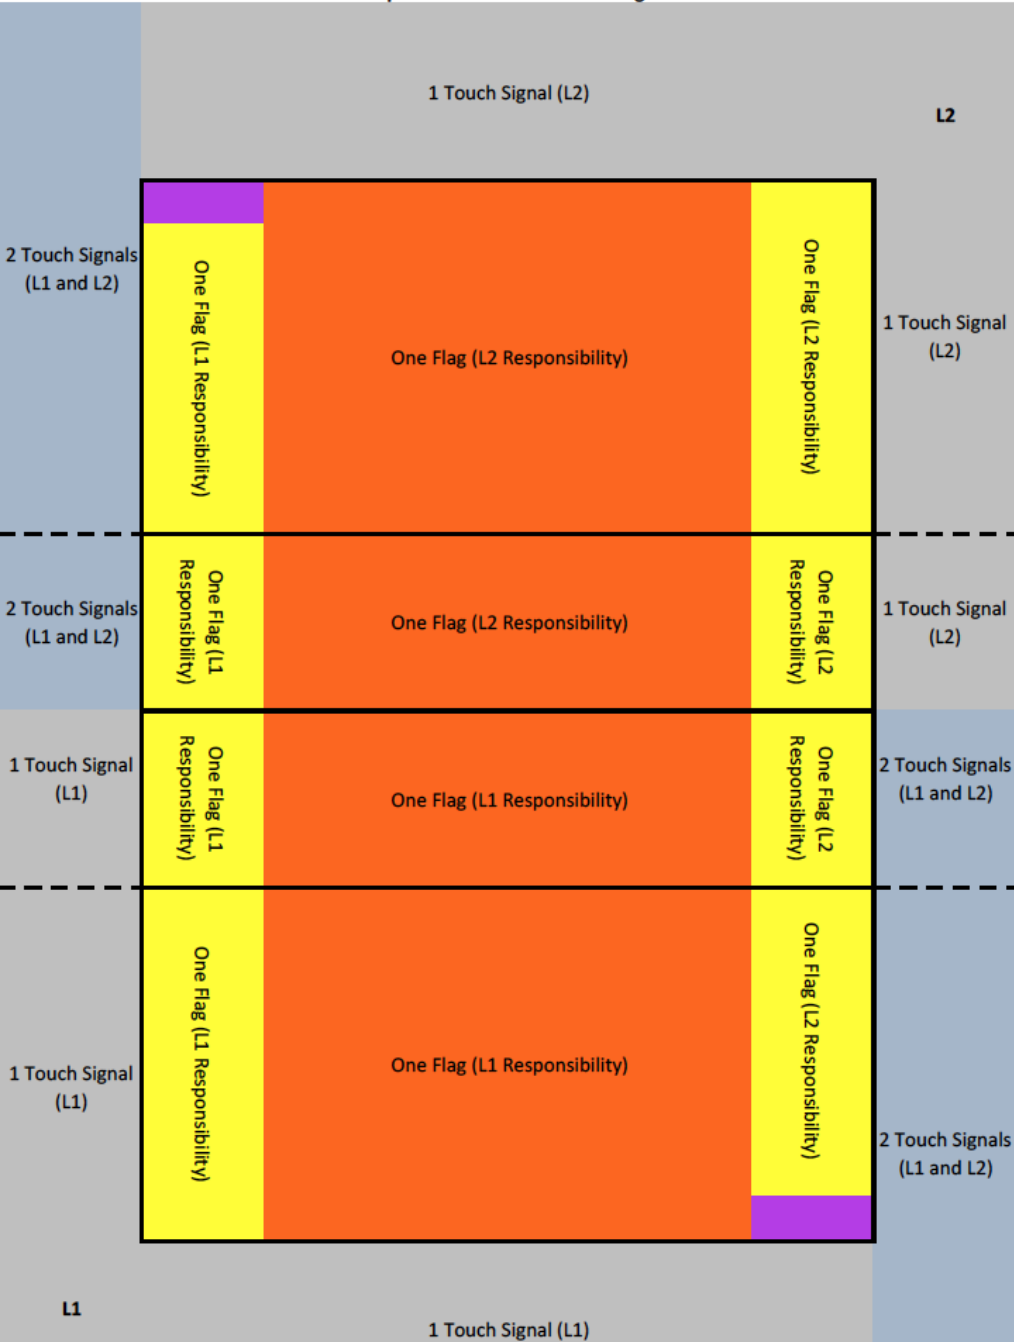 1 Touch Signal (L2)
L2
2 Touch Signals
(L1 and L2)
One Flag (L1 Responsibility)
One Flag (L2 Responsibility)
One Flag (L2 Responsibility)
1 Touch Signal
(L2)
2 Touch Signals
(L1 and L2)
One Flag (L1
Responsibility)
One Flag (L2 Responsibility)
One Flag (L2
Responsibility)
1 Touch Signal
(L2)
1 Touch Signal
(L1)
One Flag (L1
Responsibility)
One Flag (L1 Responsibility)
One Flag (L2
Responsibility)
2 Touch Signals
(L1 and L2)
1 Touch Signal
(L1)
One Flag (L1 Responsibility)
One Flag (L1 Responsibility)
One Flag (L2 Responsibility)
2 Touch Signals
(L1 and L2)
L1
1 Touch Signal (L1)